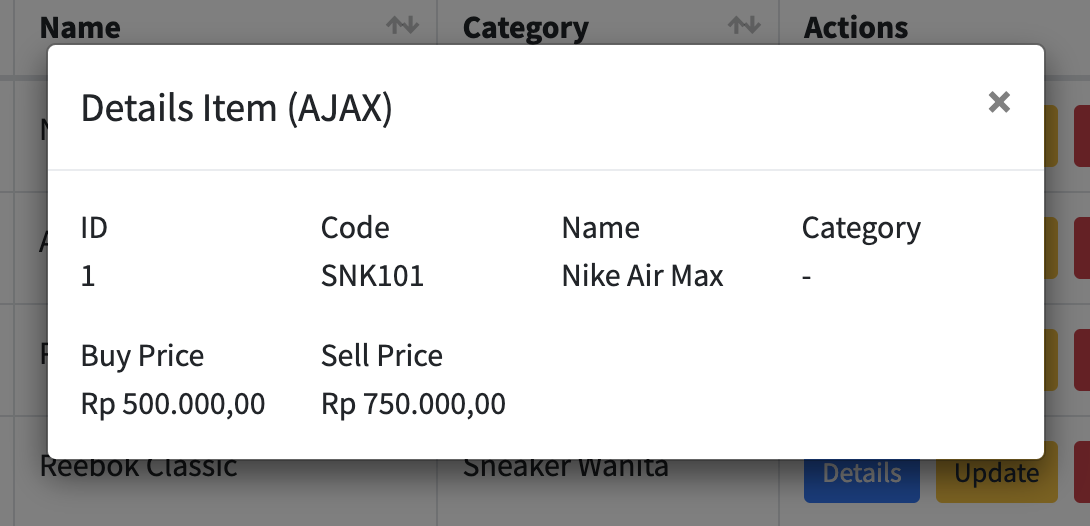 Name Category Actions
Details Item (AJAX) ×
ID Code Name Category
1 SNK101 Nike Air Max -
Buy Price Sell Price
Rp 500.000,00 Rp 750.000,00
Reebok Classic Sneaker Wanita Details Update